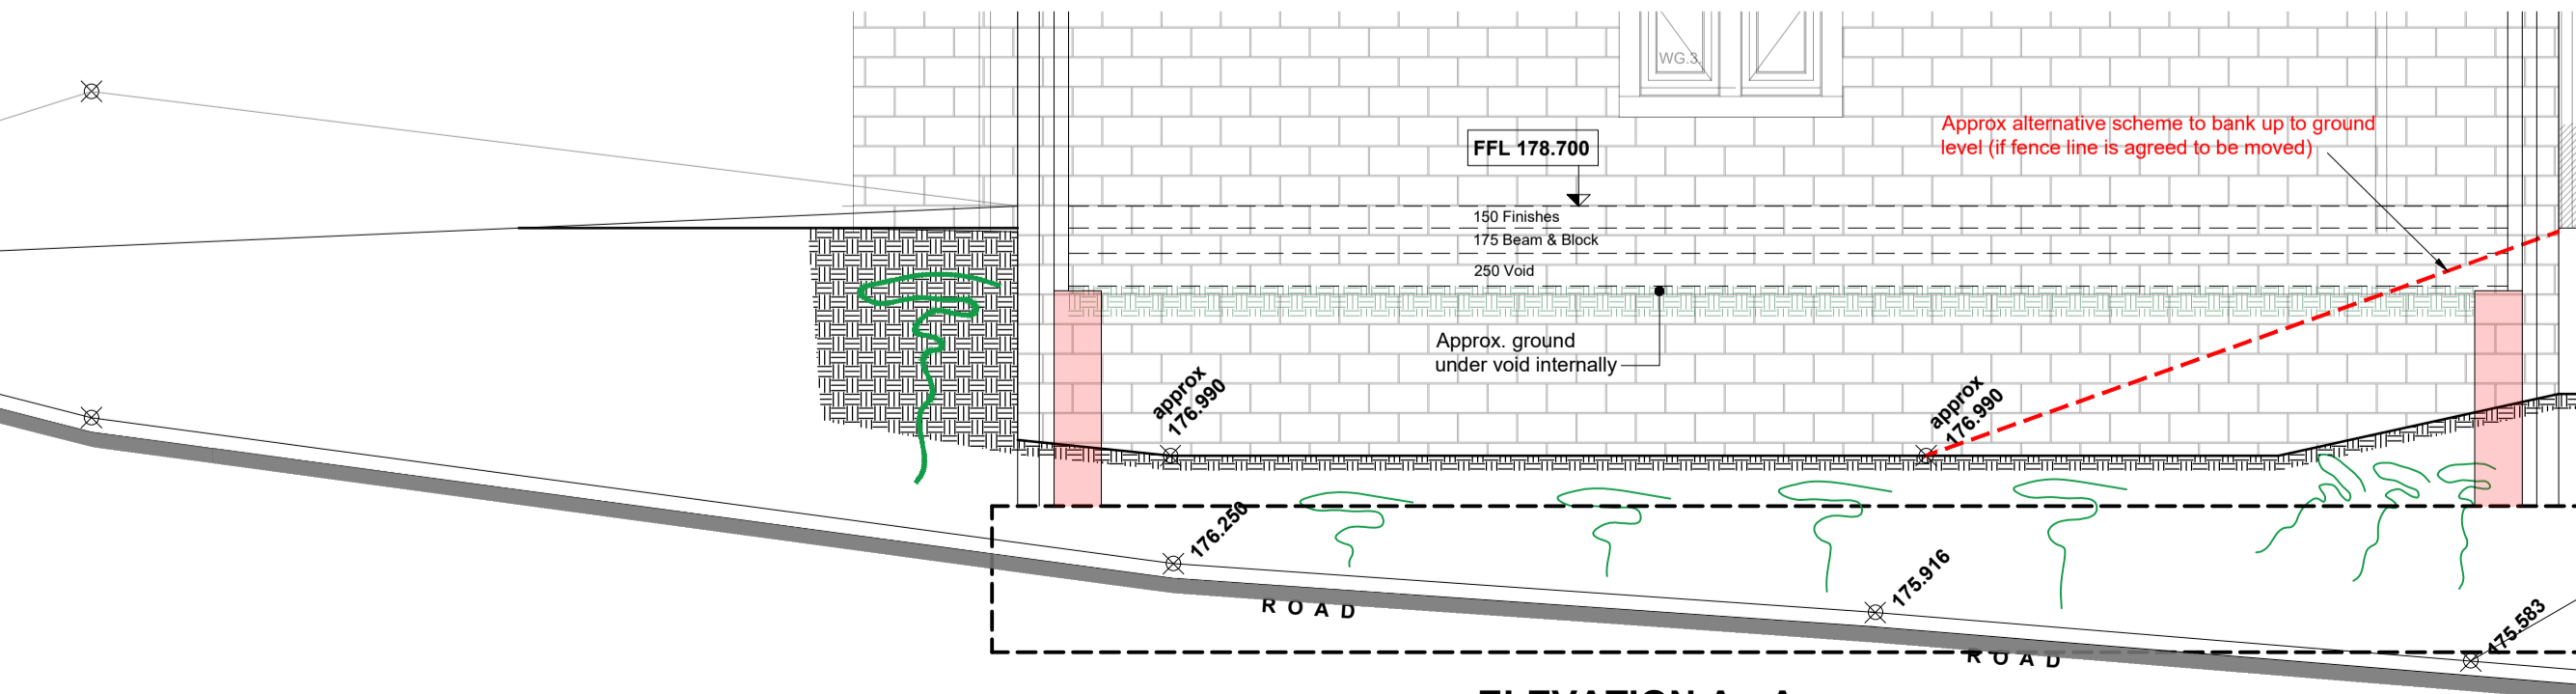 WG.3.
Approx alternative scheme to bank up to ground
level (if fence line is agreed to be moved)
FFL 178.700
150 Finishes
175 Beam & Block
250 Void
Approx. ground
under void internally
approx
176.990
approx
176.990
176.250
175.916
175.583
ROAD
ROAD
ELEVATION A - A